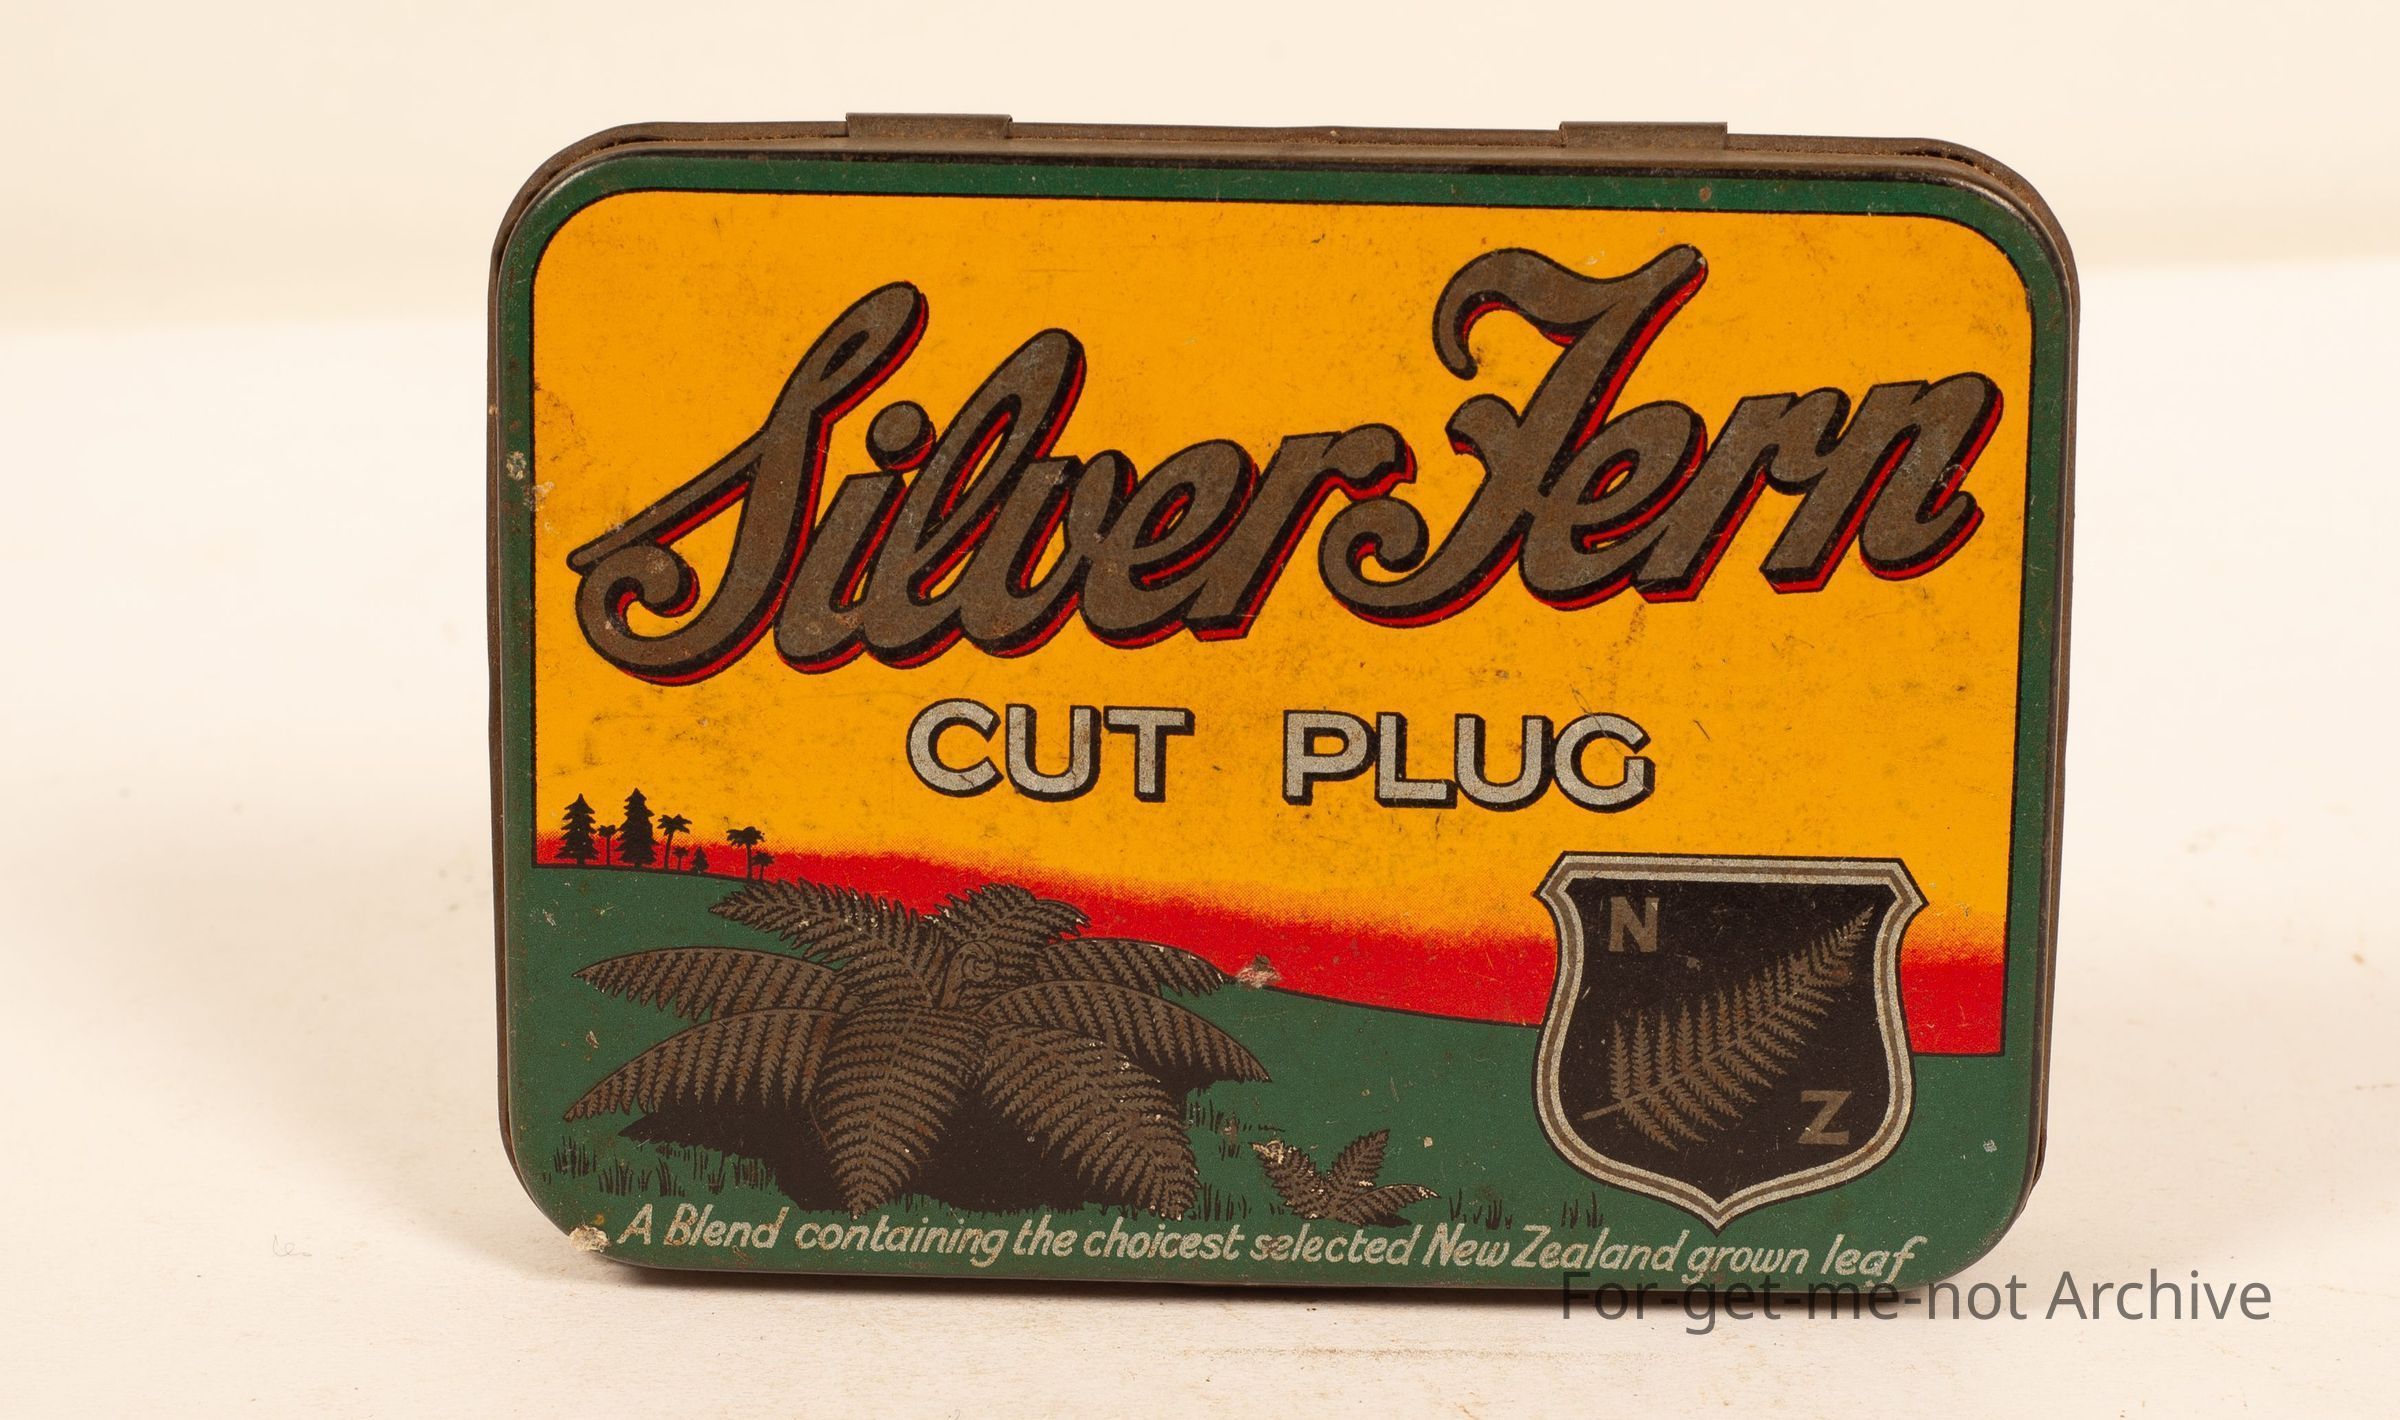 Silver Fern
CUT PLUG
N
Z
A Blend containing the choicest selected New Zealand grown leaf
For-get-me-not Archive